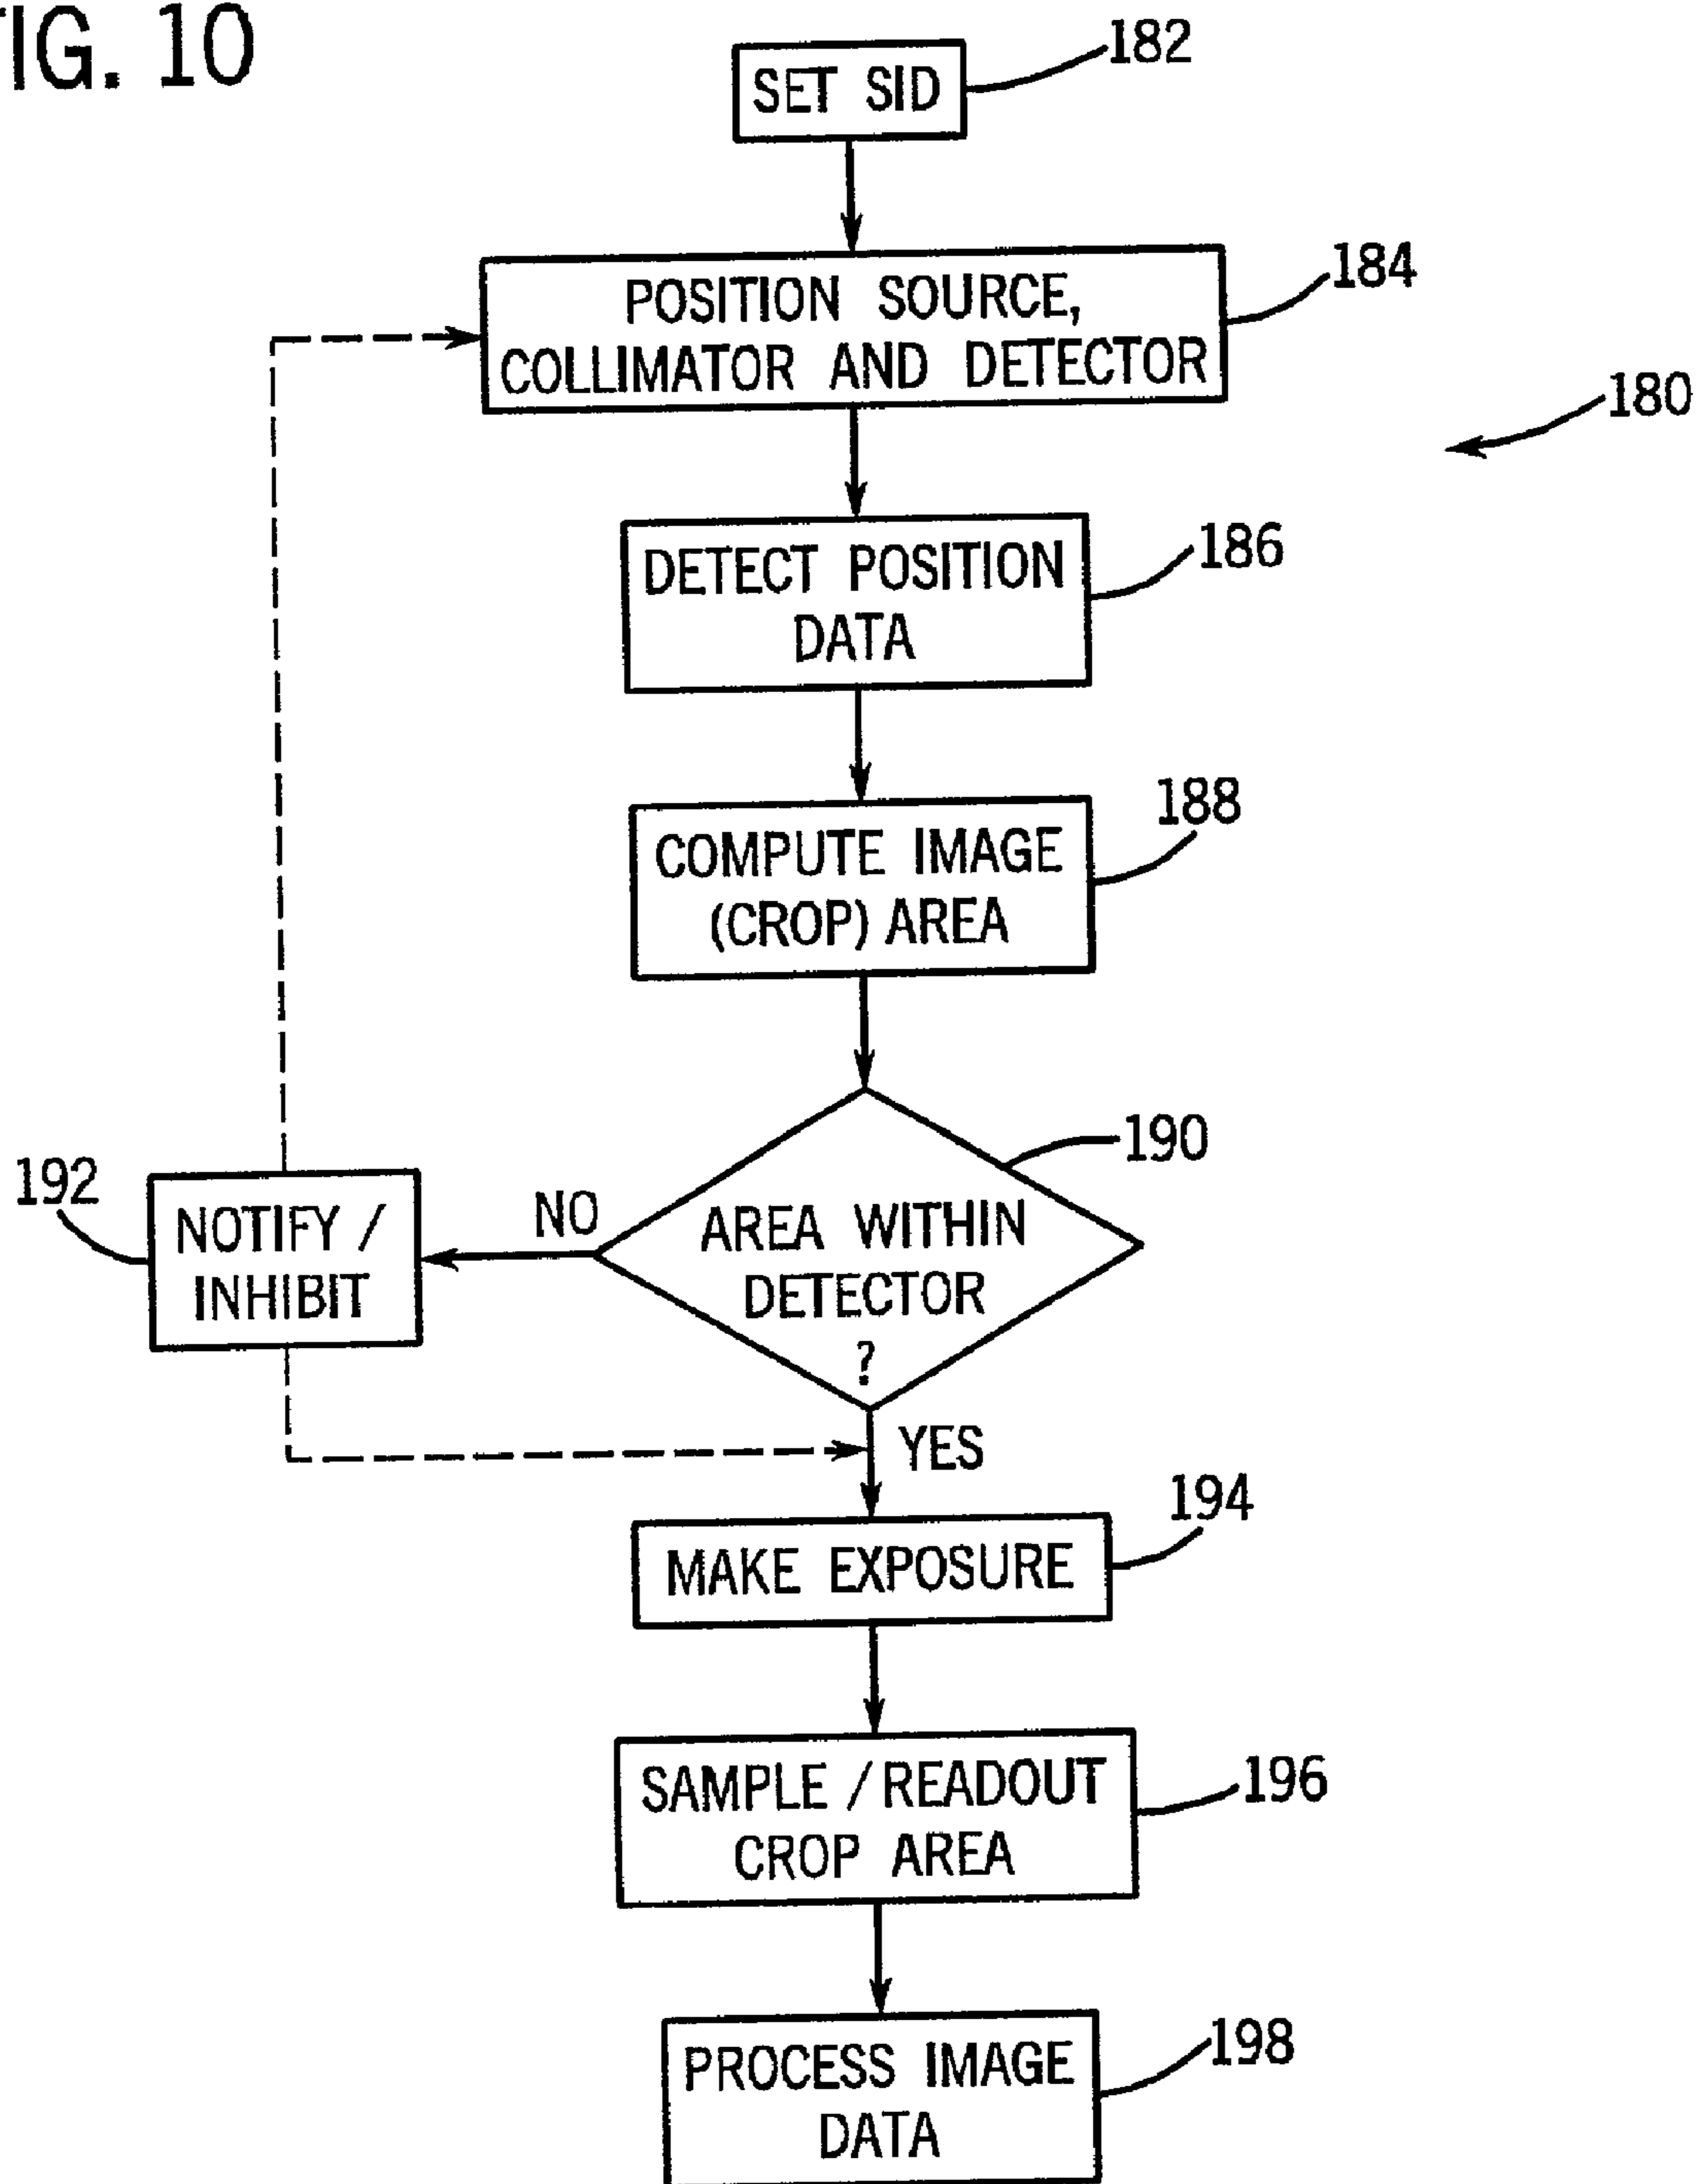 FIG. 10
SET SID
182
POSITION SOURCE,
COLLIMATOR AND DETECTOR
184
180
DETECT POSITION
DATA
186
COMPUTE IMAGE
(CROP) AREA
188
AREA WITHIN
DETECTOR
?
190
NO
192
NOTIFY /
INHIBIT
YES
MAKE EXPOSURE
194
SAMPLE / READOUT
CROP AREA
196
PROCESS IMAGE
DATA
198